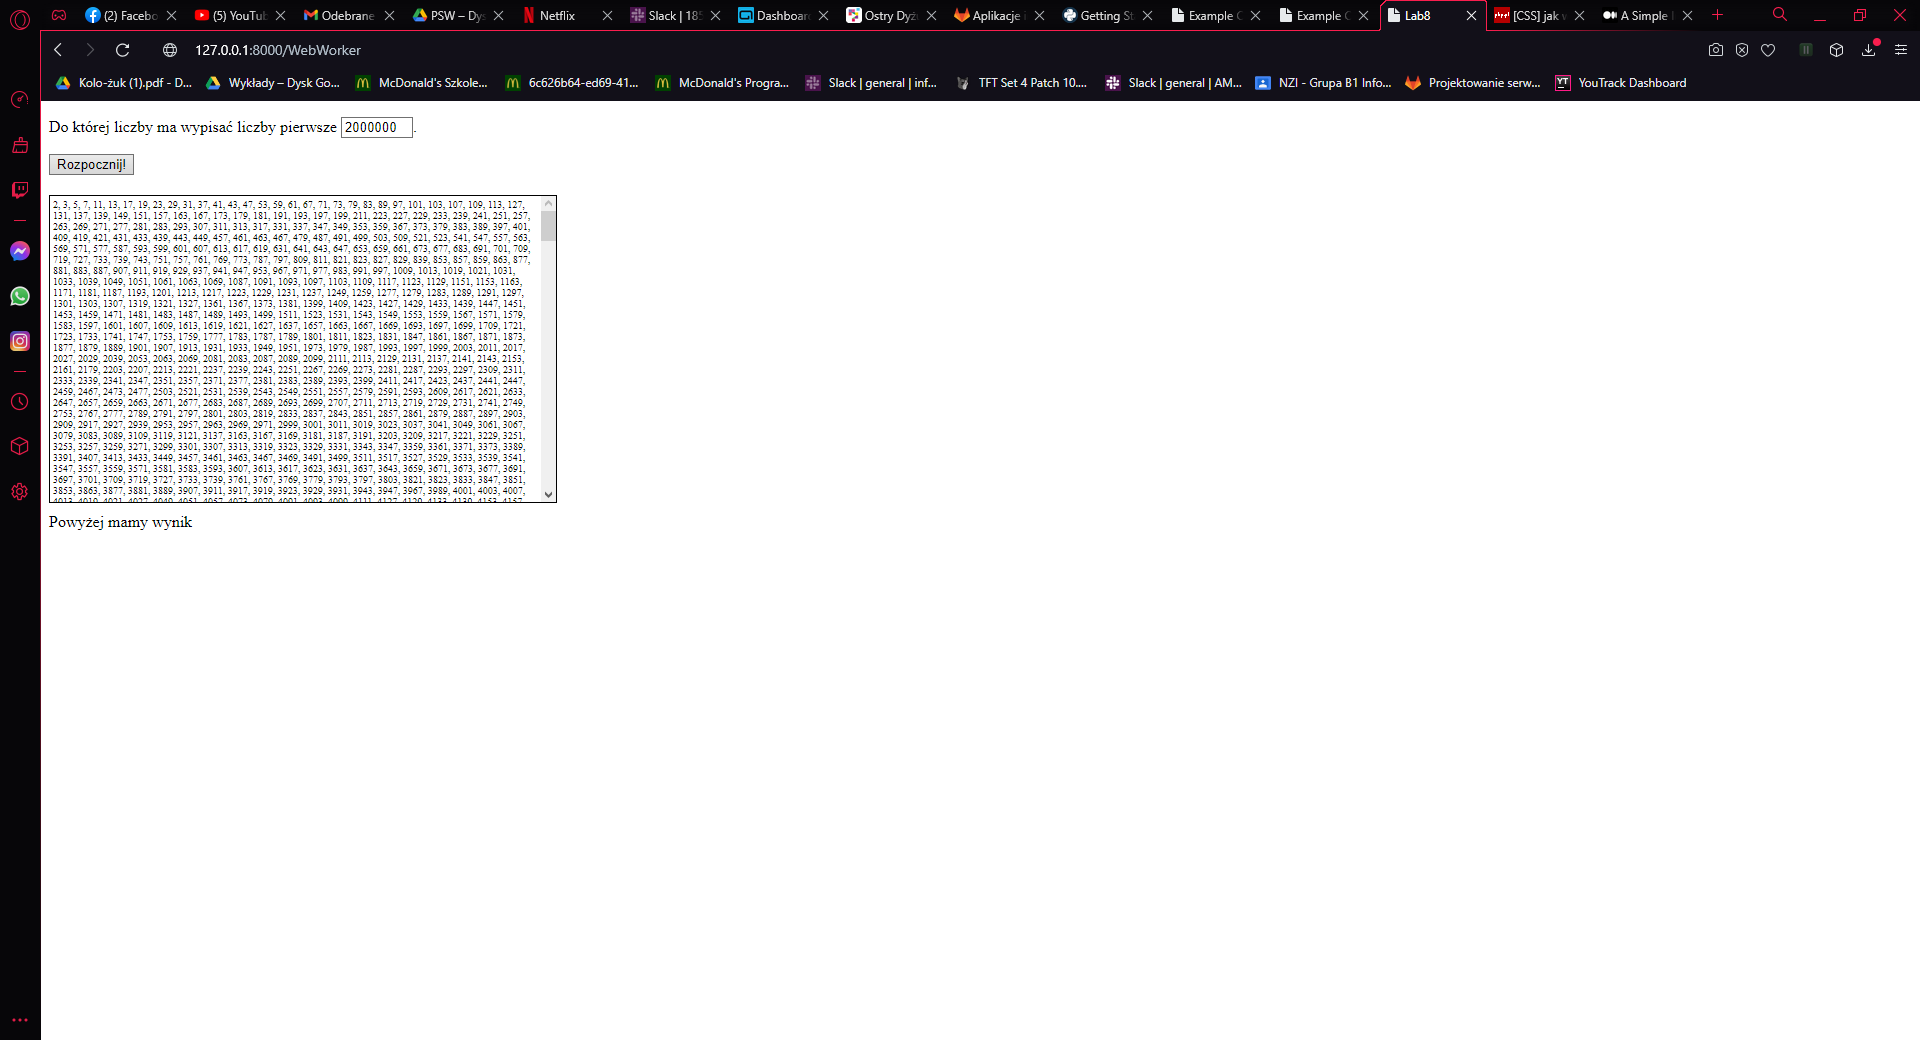 (2) Facebo
(5) YouTub
Odebrane
PSW – Dys
Netflix
Slack | 185
Dashboar
Ostry Dyżu
Aplikacje i
Getting St
Example C
Example C
Lab8
[CSS] jak w
A Simple
127.0.0.1:8000/WebWorker
Kolo-żuk (1).pdf - D...
Wykłady – Dysk Go...
McDonald's Szkole...
6c626b64-ed69-41...
McDonald's Progra...
Slack | general | inf...
TFT Set 4 Patch 10....
Slack | general | AM...
NZI - Grupa B1 Info...
Projektowanie serw...
YT YouTrack Dashboard
Do której liczby ma wypisać liczby pierwsze 2000000 .
Rozpocznij!
2, 3, 5, 7, 11, 13, 17, 19, 23, 29, 31, 37, 41, 43, 47, 53, 59, 61, 67, 71, 73, 79, 83, 89, 97, 101, 103, 107, 109, 113, 127,
131, 137, 139, 149, 151, 157, 163, 167, 173, 179, 181, 191, 193, 197, 199, 211, 223, 227, 229, 233, 239, 241, 251, 257,
263, 269, 271, 277, 281, 283, 293, 307, 311, 313, 317, 331, 337, 347, 349, 353, 359, 367, 373, 379, 383, 389, 397, 401,
409, 419, 421, 431, 433, 439, 443, 449, 457, 461, 463, 467, 479, 487, 491, 499, 503, 509, 521, 523, 541, 547, 557, 563,
569, 571, 577, 587, 593, 599, 601, 607, 613, 617, 619, 631, 641, 643, 647, 653, 659, 661, 673, 677, 683, 691, 701, 709,
719, 727, 733, 739, 743, 751, 757, 761, 769, 773, 787, 797, 809, 811, 821, 823, 827, 829, 839, 853, 857, 859, 863, 877,
881, 883, 887, 907, 911, 919, 929, 937, 941, 947, 953, 967, 971, 977, 983, 991, 997, 1009, 1013, 1019, 1021, 1031,
1033, 1039, 1049, 1051, 1061, 1063, 1069, 1087, 1091, 1093, 1097, 1103, 1109, 1117, 1123, 1129, 1151, 1153, 1163,
1171, 1181, 1187, 1193, 1201, 1213, 1217, 1223, 1229, 1231, 1237, 1249, 1259, 1277, 1279, 1283, 1289, 1291, 1297,
1301, 1303, 1307, 1319, 1321, 1327, 1361, 1367, 1373, 1381, 1399, 1409, 1423, 1427, 1429, 1433, 1439, 1447, 1451,
1453, 1459, 1471, 1481, 1483, 1487, 1489, 1493, 1499, 1511, 1523, 1531, 1543, 1549, 1553, 1559, 1567, 1571, 1579,
1583, 1597, 1601, 1607, 1609, 1613, 1619, 1621, 1627, 1637, 1657, 1663, 1667, 1669, 1693, 1697, 1699, 1709, 1721,
1723, 1733, 1741, 1747, 1753, 1759, 1777, 1783, 1787, 1789, 1801, 1811, 1823, 1831, 1847, 1861, 1867, 1871, 1873,
1877, 1879, 1889, 1901, 1907, 1913, 1931, 1933, 1949, 1951, 1973, 1979, 1987, 1993, 1997, 1999, 2003, 2011, 2017,
2027, 2029, 2039, 2053, 2063, 2069, 2081, 2083, 2087, 2089, 2099, 2111, 2113, 2129, 2131, 2137, 2141, 2143, 2153,
2161, 2179, 2203, 2207, 2213, 2221, 2237, 2239, 2243, 2251, 2267, 2269, 2273, 2281, 2287, 2293, 2297, 2309, 2311,
2333, 2339, 2341, 2347, 2351, 2357, 2371, 2377, 2381, 2383, 2389, 2393, 2399, 2411, 2417, 2423, 2437, 2441, 2447,
2459, 2467, 2473, 2477, 2503, 2521, 2531, 2539, 2543, 2549, 2551, 2557, 2579, 2591, 2593, 2609, 2617, 2621, 2633,
2647, 2657, 2659, 2663, 2671, 2677, 2683, 2687, 2689, 2693, 2699, 2707, 2711, 2713, 2719, 2729, 2731, 2741, 2749,
2753, 2767, 2777, 2789, 2791, 2797, 2801, 2803, 2819, 2833, 2837, 2843, 2851, 2857, 2861, 2879, 2887, 2897, 2903,
2909, 2917, 2927, 2939, 2953, 2957, 2963, 2969, 2971, 2999, 3001, 3011, 3019, 3023, 3037, 3041, 3049, 3061, 3067,
3079, 3083, 3089, 3109, 3119, 3121, 3137, 3163, 3167, 3169, 3181, 3187, 3191, 3203, 3209, 3217, 3221, 3229, 3251,
3253, 3257, 3259, 3271, 3299, 3301, 3307, 3313, 3319, 3323, 3329, 3331, 3343, 3347, 3359, 3361, 3371, 3373, 3389,
3391, 3407, 3413, 3433, 3449, 3457, 3461, 3463, 3467, 3469, 3491, 3499, 3511, 3517, 3527, 3529, 3533, 3539, 3541,
3547, 3557, 3559, 3571, 3581, 3583, 3593, 3607, 3613, 3617, 3623, 3631, 3637, 3643, 3659, 3671, 3673, 3677, 3691,
3697, 3701, 3709, 3719, 3727, 3733, 3739, 3761, 3767, 3769, 3779, 3793, 3797, 3803, 3821, 3823, 3833, 3847, 3851,
3853, 3863, 3877, 3881, 3889, 3907, 3911, 3917, 3919, 3923, 3929, 3931, 3943, 3947, 3967, 3989, 4001, 4003, 4007,
Powyżej mamy wynik